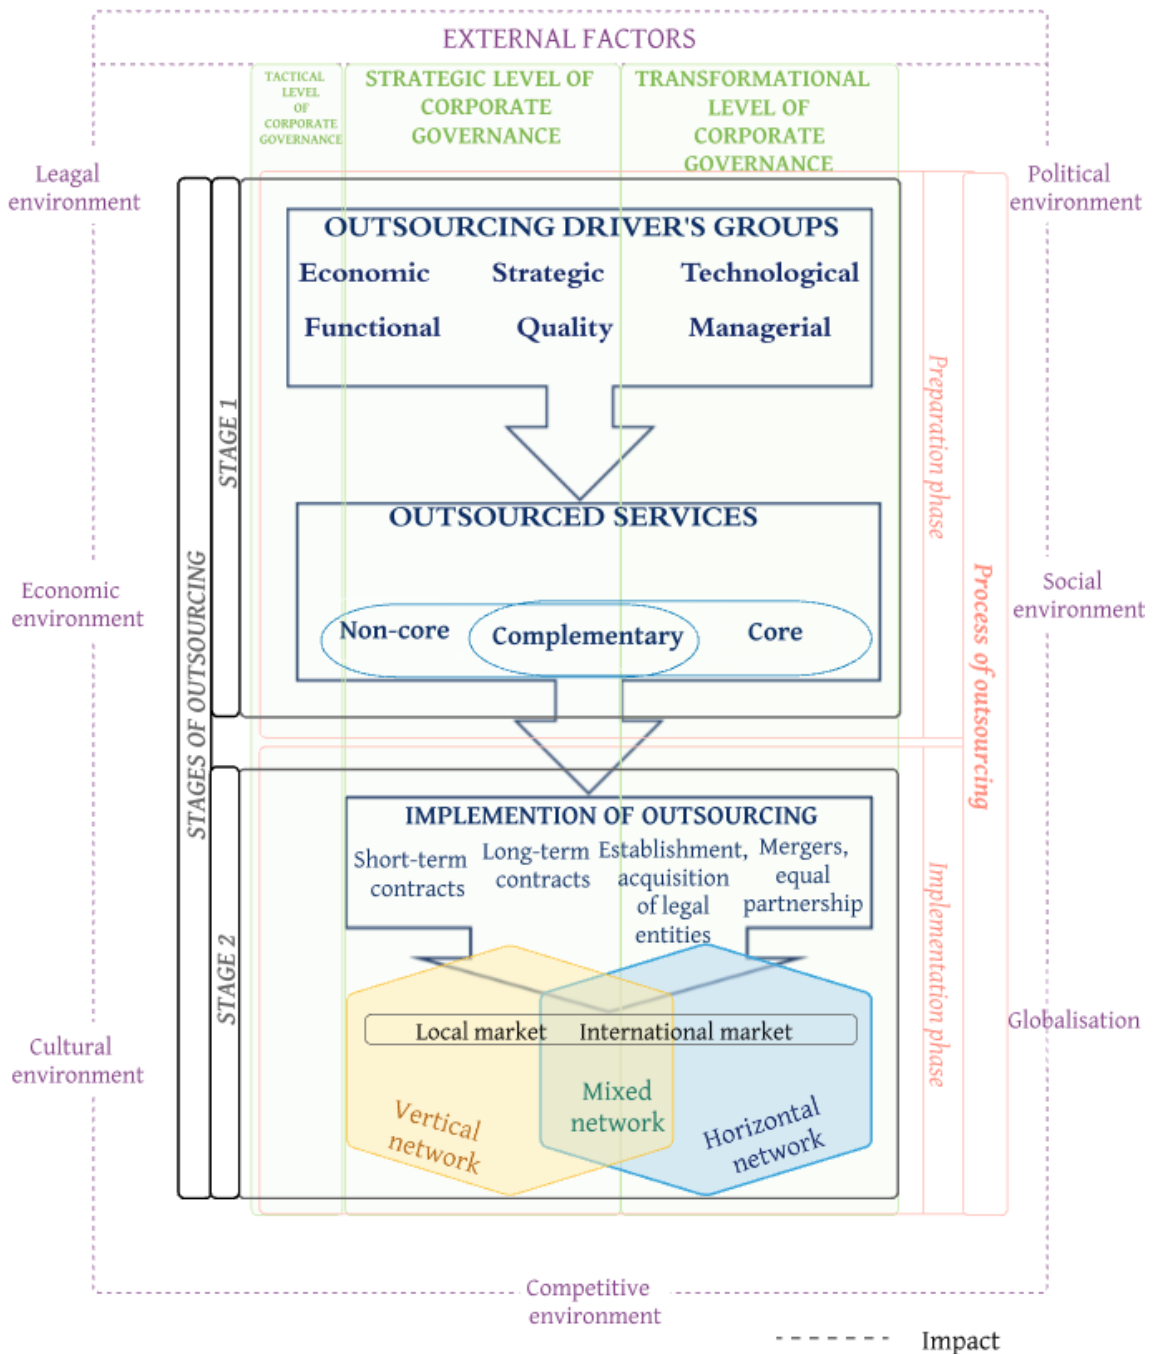 EXTERNAL FACTORS
TACTICAL
LEVEL
OF
CORPORATE
GOVERNANCE
STRATEGIC LEVEL OF
CORPORATE
GOVERNANCE
TRANSFORMATIONAL
LEVEL OF
CORPORATE
GOVERNANCE
Leagal
environment
Political
environment
OUTSOURCING DRIVER'S GROUPS
Economic Strategic Technological
Functional Quality Managerial
STAGE 1
Preparation phase
OUTSOURCED SERVICES
Non-core Complementary Core
STAGES OF OUTSOURCING
Process of outsourcing
Economic
environment
Social
environment
IMPLEMENTION OF OUTSOURCING
Short-term
contracts
Long-term
contracts
Establishment,
acquisition
of legal
entities
Mergers,
equal
partnership
STAGE 2
Implementation phase
Local market International market
Mixed
network
Vertical
network
Horizontal
network
Cultural
environment
Globalisation
Competitive
environment
Impact